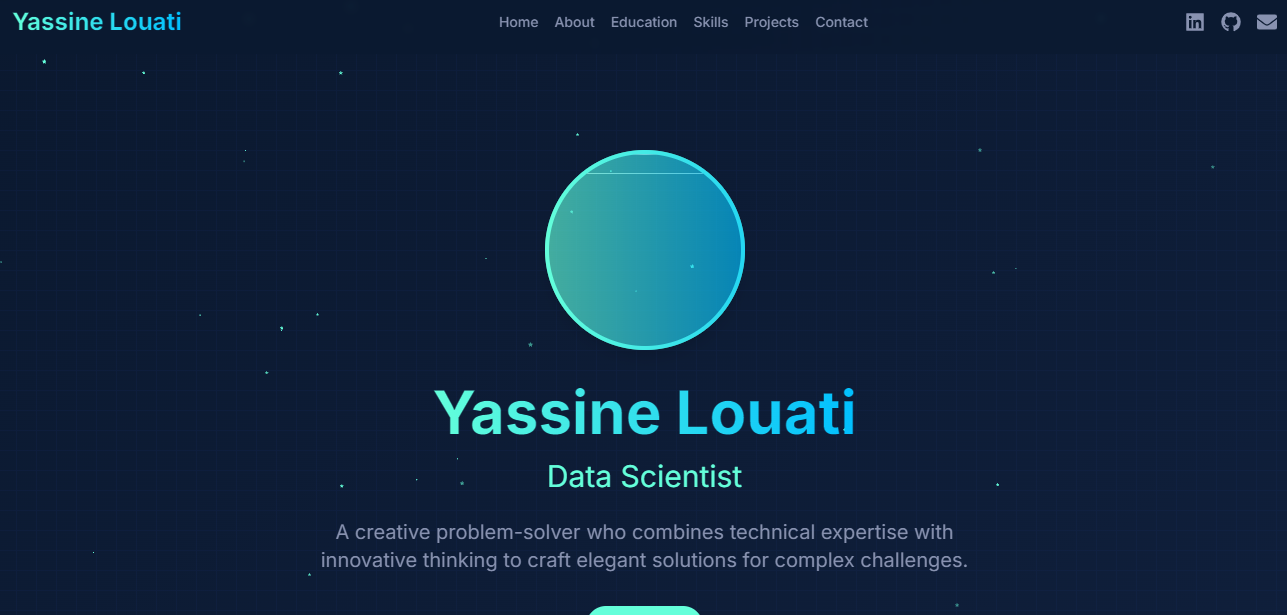 Yassine Louati
Home About Education Skills Projects Contact
Yassine Louati
Data Scientist
A creative problem-solver who combines technical expertise with
innovative thinking to craft elegant solutions for complex challenges.